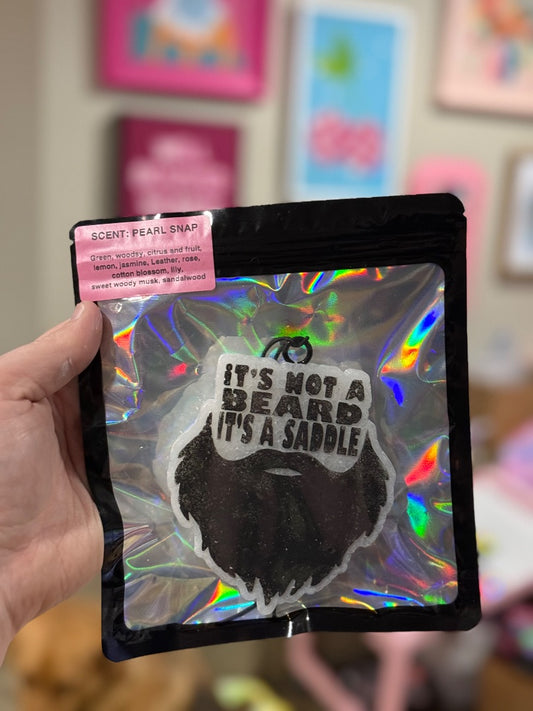 SCENT: PEARL SNAP
Green, woodsy, citrus and fruit,
lemon, jasmine, Leather, rose,
cotton blossom, lily,
sweet woody musk, sandalwood
iT'S NOT A
BEARD
IT'S A SADDLE